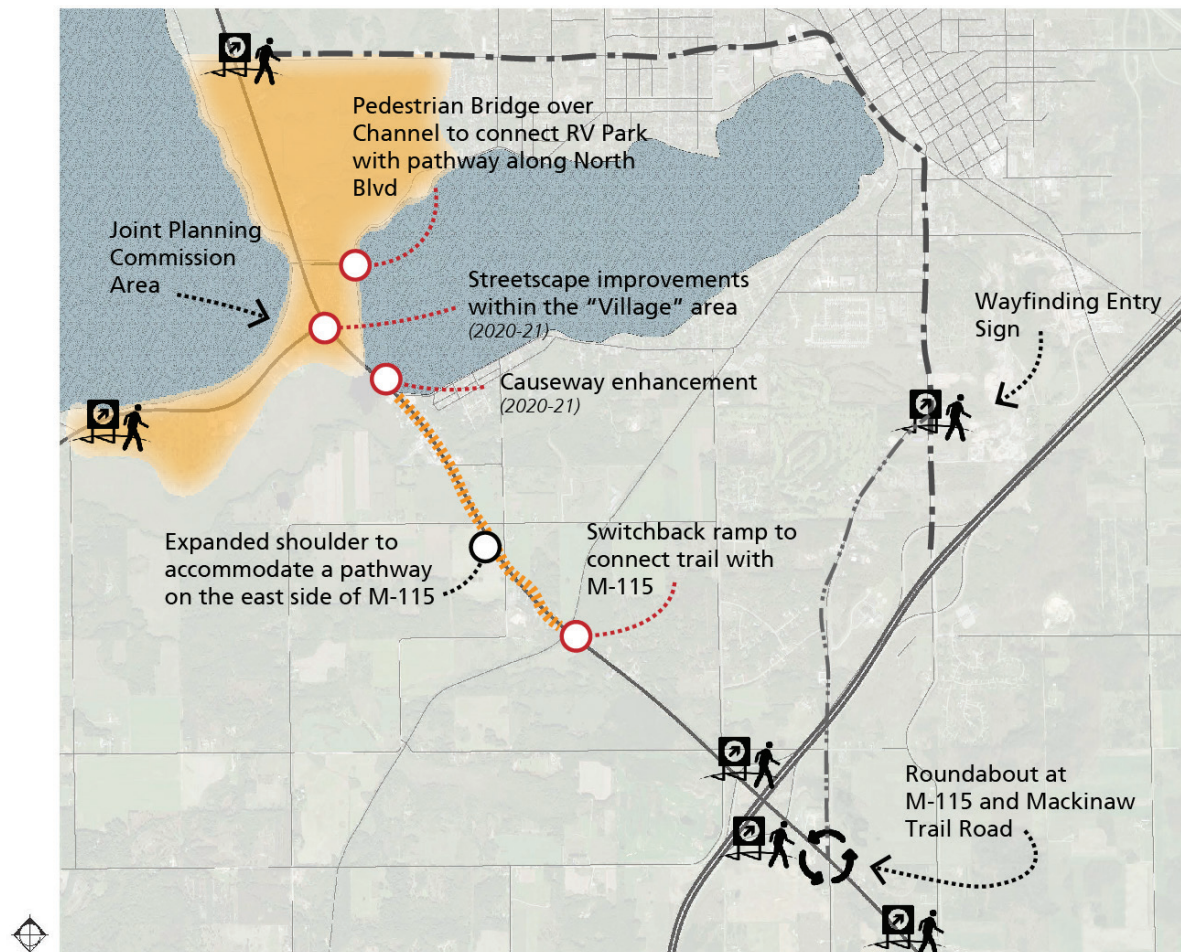 Pedestrian Bridge over
Channel to connect RV Park
with pathway along North
Blvd
Joint Planning
Commission
Area
Streetscape improvements
within the “Village” area
(2020-21)
Wayfinding Entry
Sign
Causeway enhancement
(2020-21)
Expanded shoulder to
accommodate a pathway
on the east side of M-115
Switchback ramp to
connect trail with
M-115
Roundabout at
M-115 and Mackinaw
Trail Road